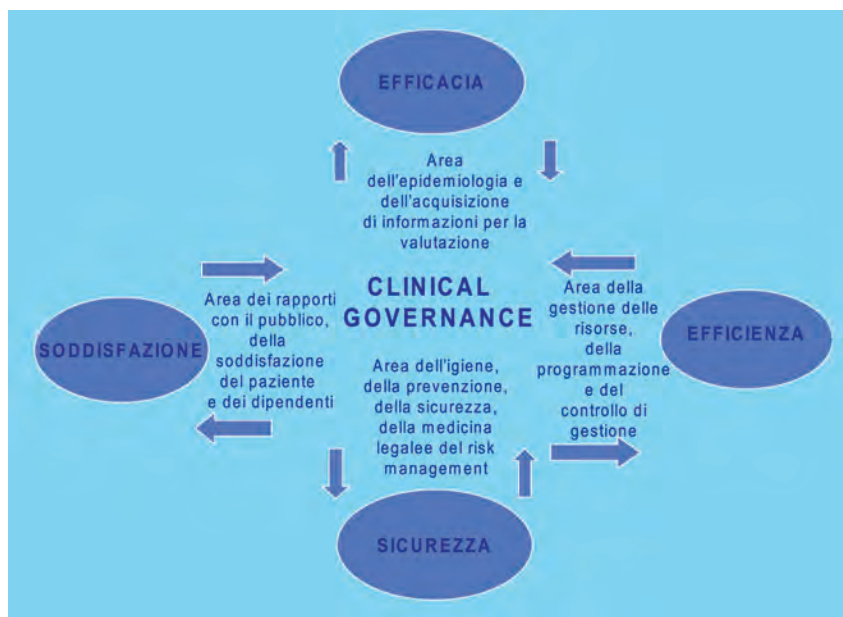 EFFICACIA
Area
dell'epidemiologia e
dell'acquisizione
di informazioni per la
valutazione
SODDISFAZIONE
Area dei rapporti
con il pubblico,
della
soddisfazione
del paziente
e dei dipendenti
CLINICAL
GOVERNANCE
Area della
gestione delle
risorse,
della
programmazione
e del
controllo di
gestione
EFFICIENZA
Area dell'igiene,
della prevenzione,
della sicurezza,
della medicina
legalee del risk
management
SICUREZZA